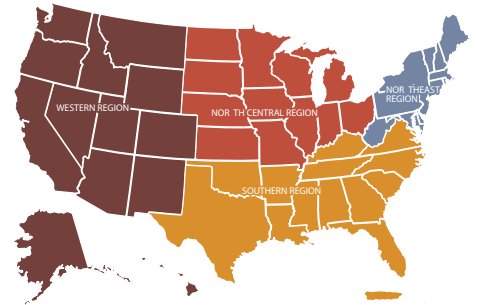 NOR THEAST
REGION
WESTERN REGION
NOR TH CENTRAL REGION
SOUTHERN REGION